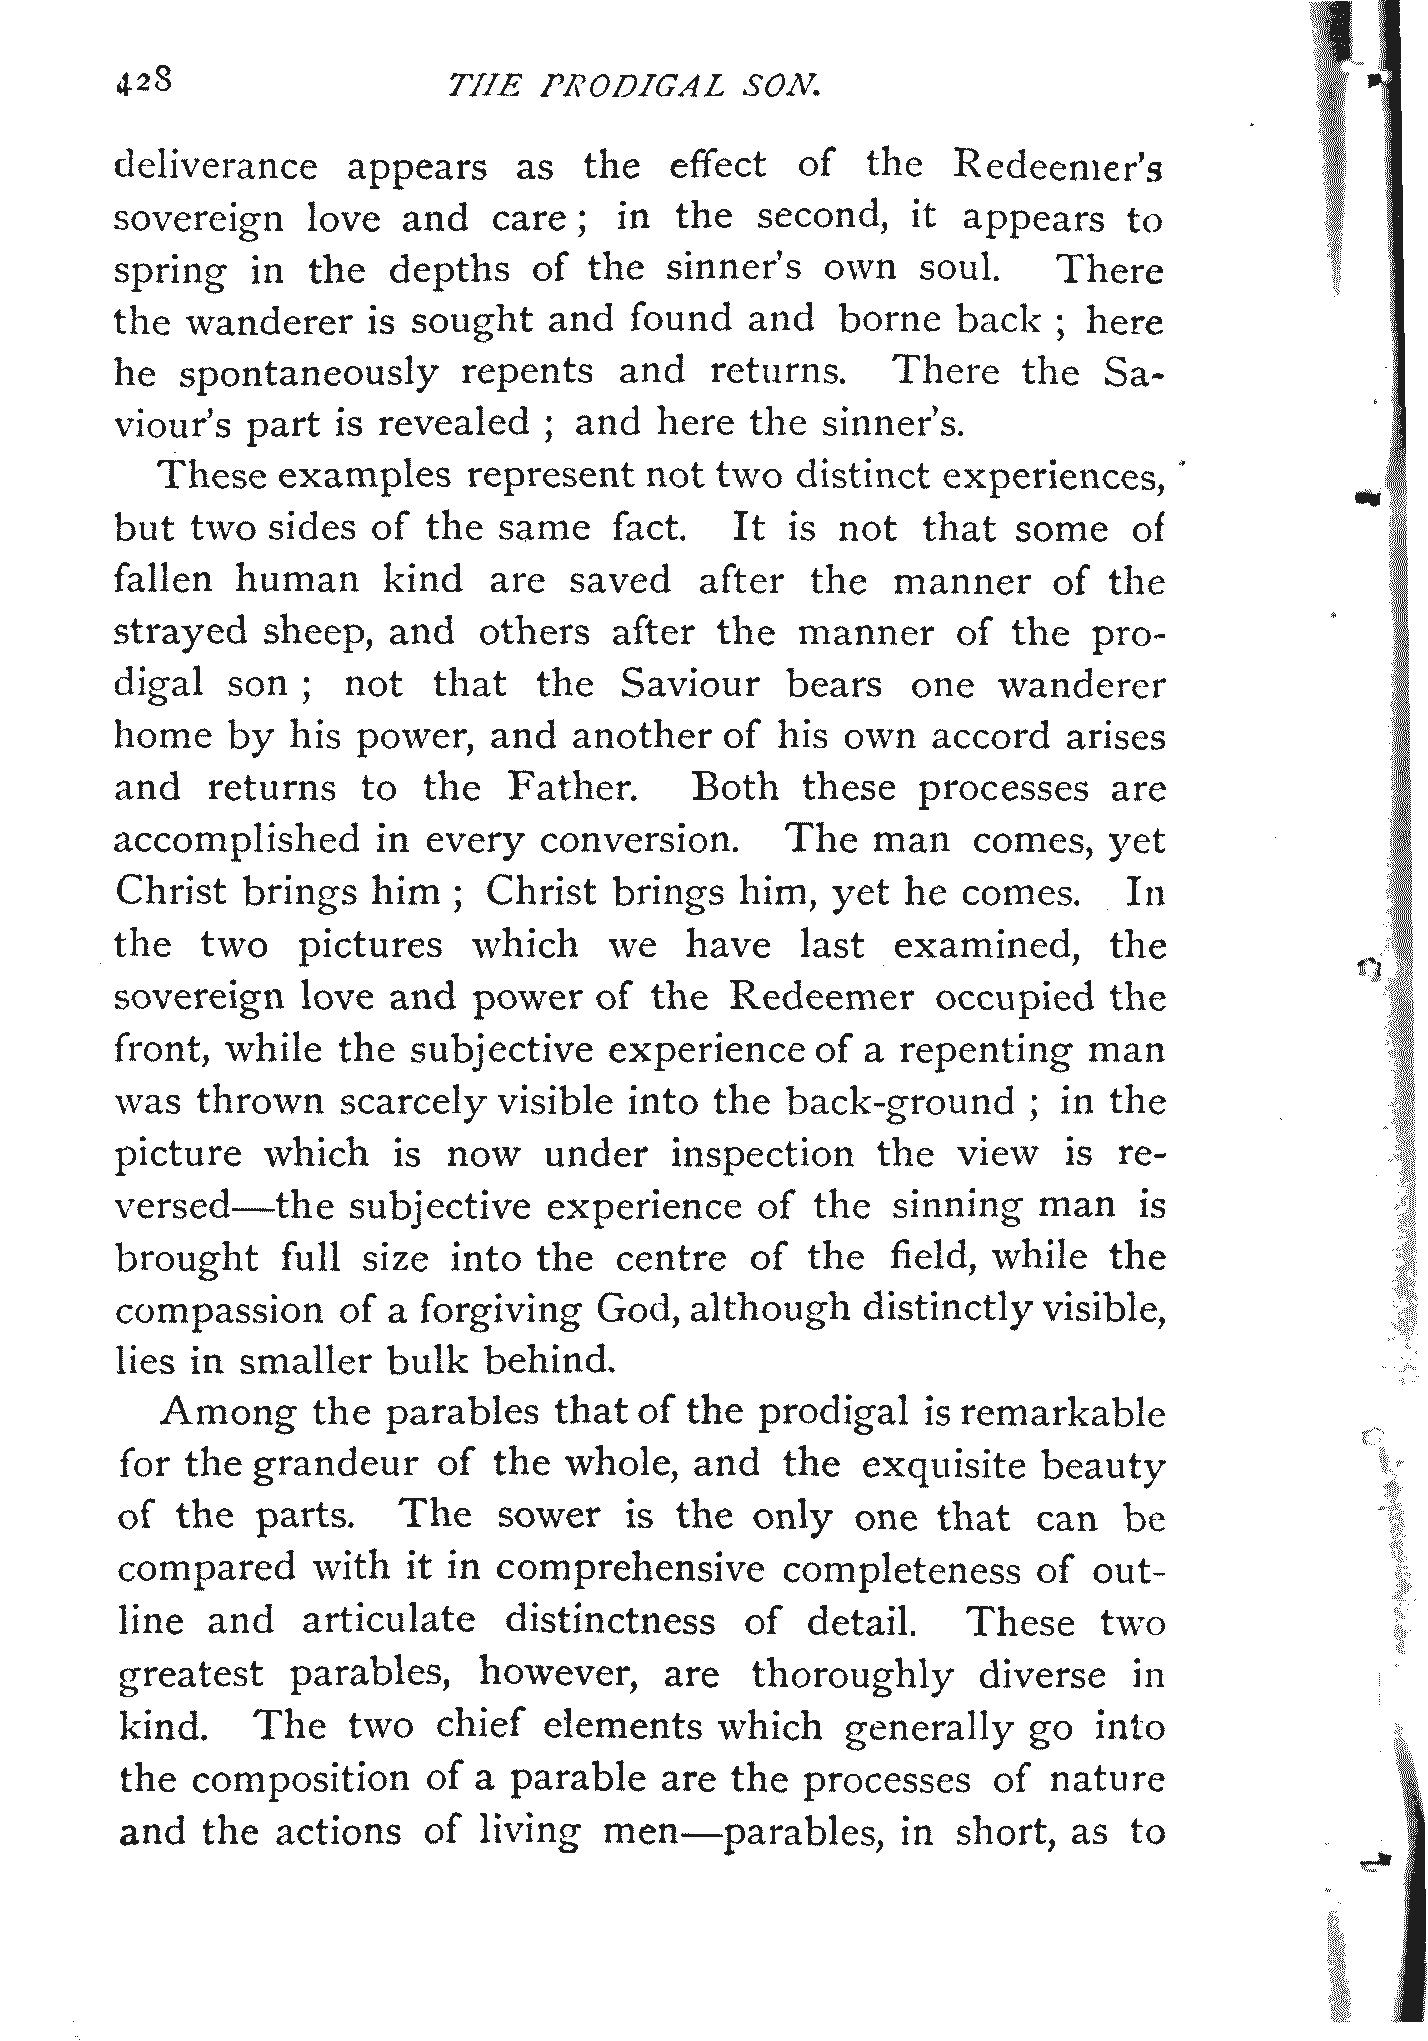 428 THE PRODIGAL SON.
deliverance appears as the effect of the Redeemer's
sovereign love and care ; in the second, it appears to
spring in the depths of the sinner's own soul. There
the wanderer is sought and found and borne back ; here
he spontaneously repents and returns. There the Sa-
viour's part is revealed ; and here the sinner's.
These examples represent not two distinct experiences,
but two sides of the same fact. It is not that some of
fallen human kind are saved after the manner of the
strayed sheep, and others after the manner of the pro-
digal son ; not that the Saviour bears one wanderer
home by his power, and another of his own accord arises
and returns to the Father. Both these processes are
accomplished in every conversion. The man comes, yet
Christ brings him ; Christ brings him, yet he comes. In
the two pictures which we have last examined, the
sovereign love and power of the Redeemer occupied the
front, while the subjective experience of a repenting man
was thrown scarcely visible into the back-ground ; in the
picture which is now under inspection the view is re-
versed—the subjective experience of the sinning man is
brought full size into the centre of the field, while the
compassion of a forgiving God, although distinctly visible,
lies in smaller bulk behind.
Among the parables that of the prodigal is remarkable
for the grandeur of the whole, and the exquisite beauty
of the parts. The sower is the only one that can be
compared with it in comprehensive completeness of out-
line and articulate distinctness of detail. These two
greatest parables, however, are thoroughly diverse in
kind. The two chief elements which generally go into
the composition of a parable are the processes of nature
and the actions of living men—parables, in short, as to